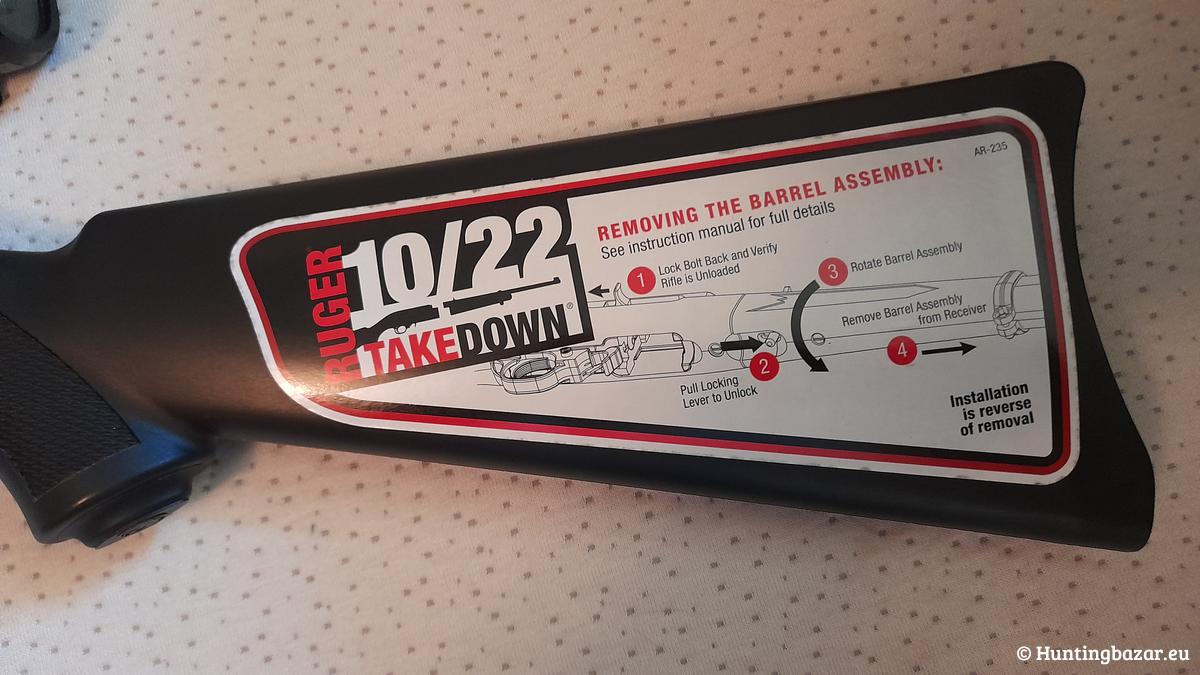 RUGER®
10/22
TAKEDOWN®
AR-235
REMOVING THE BARREL ASSEMBLY:
See instruction manual for full details
1
Lock Bolt Back and Verify
Rifle is Unloaded
2
Pull Locking
Lever to Unlock
3
Rotate Barrel Assembly
4
Remove Barrel Assembly
from Receiver
Installation
is reverse
of removal
© Huntingbazar.eu